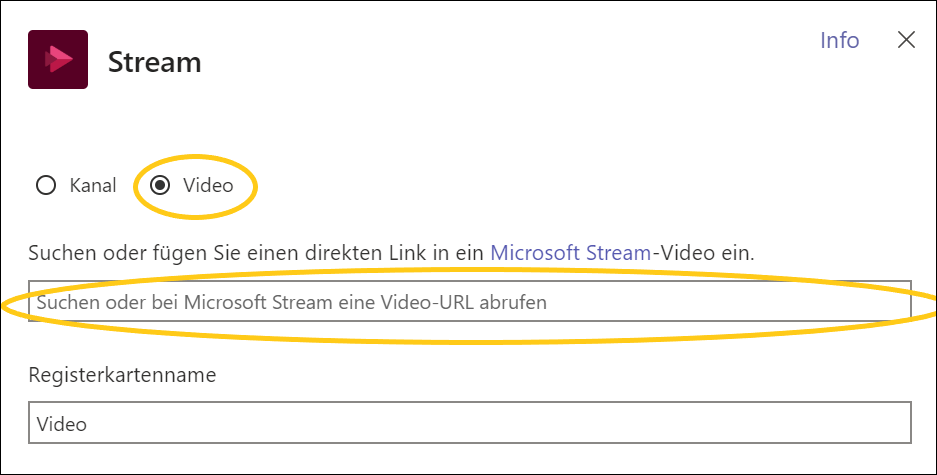 Info
Stream
Kanal Video
Suchen oder fügen Sie einen direkten Link in ein Microsoft Stream-Video ein.
Suchen oder bei Microsoft Stream eine Video-URL abrufen
Registerkartenname
Video